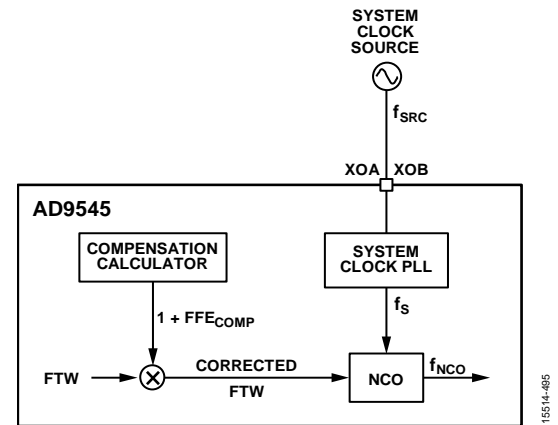 SYSTEM
CLOCK
SOURCE
fSRC
XOA XOB
AD9545
COMPENSATION
CALCULATOR
SYSTEM
CLOCK PLL
1 + FFECOMP
fS
FTW
×
CORRECTED
FTW
NCO
fNCO
15514-495